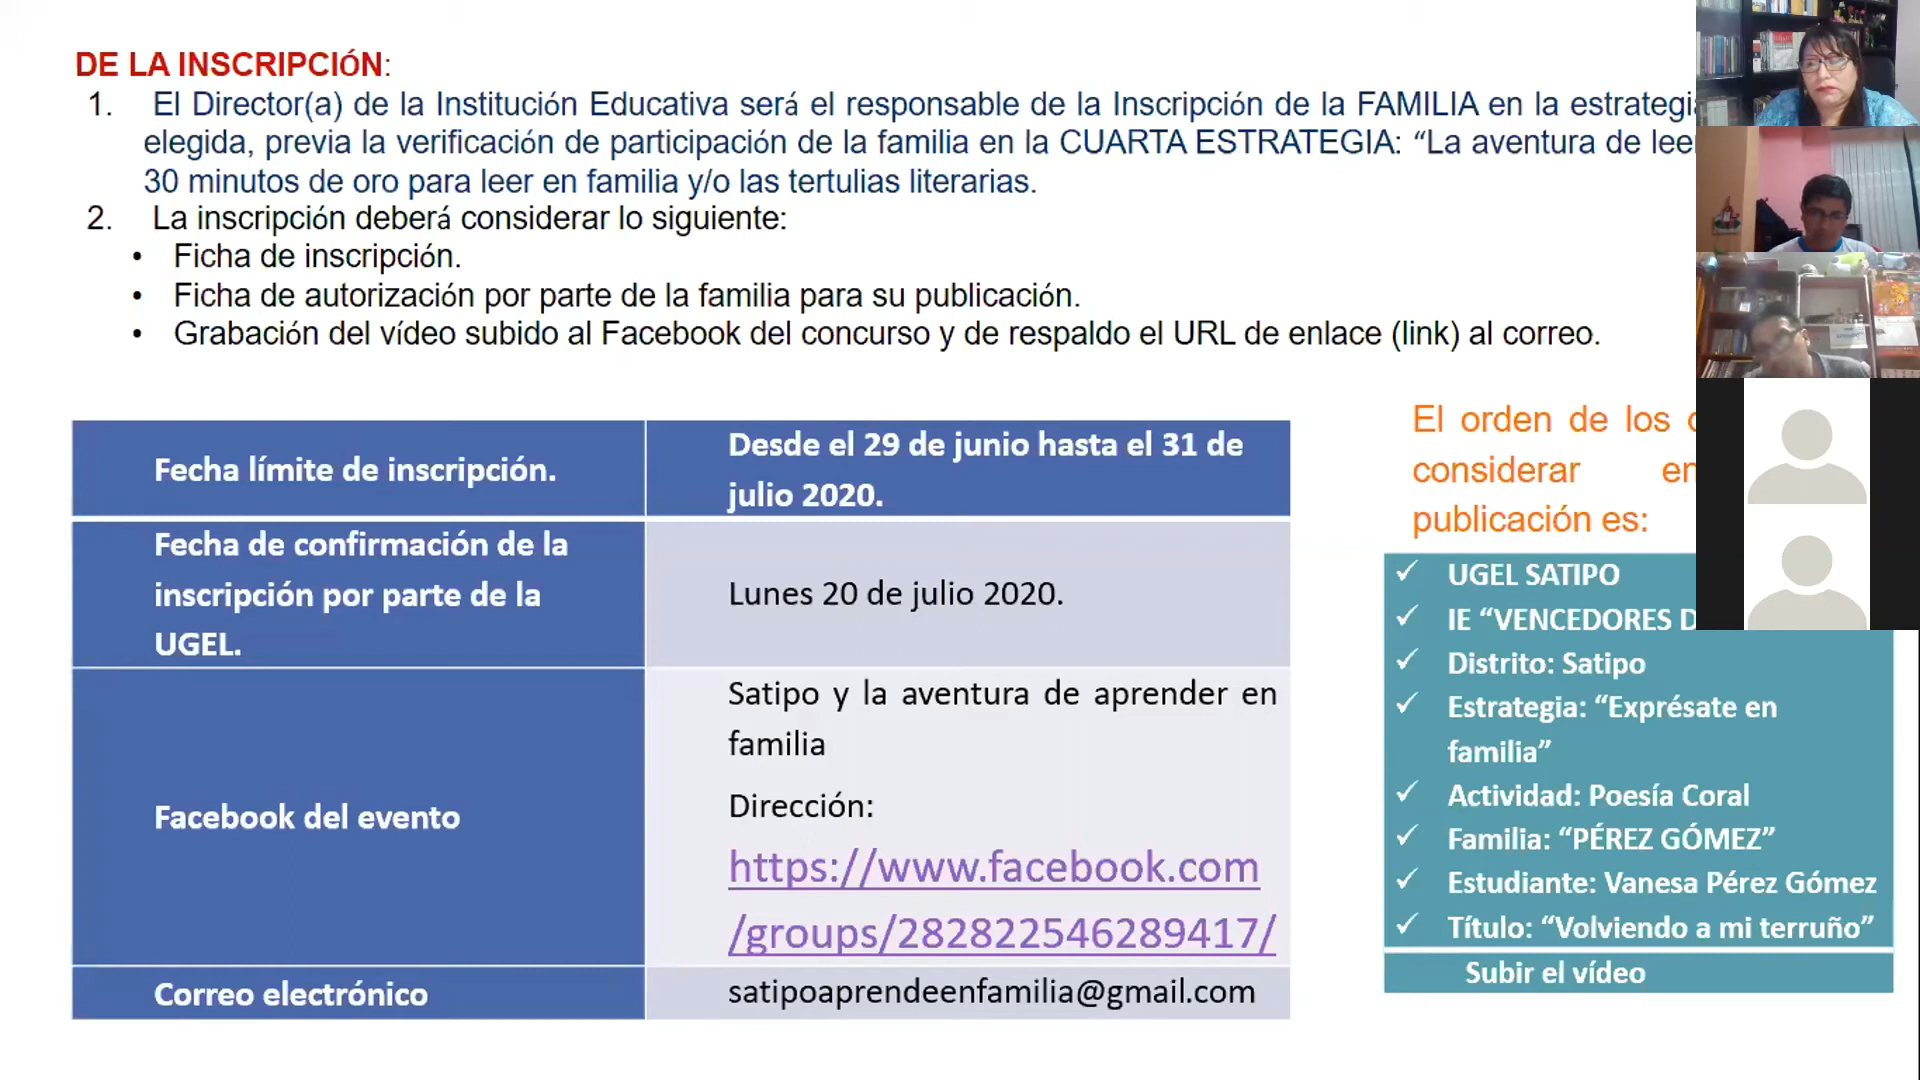 DE LA INSCRIPCIÓN:
1. El Director(a) de la Institución Educativa será el responsable de la Inscripción de la FAMILIA en la
elegida, previa la verificación de participación de la familia en la CUARTA ESTRATEGIA: “La aventura de
30 minutos de oro para leer en familia y/o las tertulias literarias.
2. La inscripción deberá considerar lo siguiente:
• Ficha de inscripción.
• Ficha de autorización por parte de la familia para su publicación.
• Grabación del vídeo subido al Facebook del concurso y de respaldo el URL de enlace (link) al correo.
Fecha límite de inscripción.
Desde el 29 de junio hasta el 31 de
julio 2020.
Fecha de confirmación de la
inscripción por parte de la
UGEL.
Lunes 20 de julio 2020.
Facebook del evento
Satipo y la aventura de aprender en
familia
Dirección:
https://www.facebook.com
/groups/282822546289417/
Correo electrónico
satipoaprendeenfamilia@gmail.com
El orden de los
considerar
publicación es:
✓ UGEL SATIPO
✓ IE “VENCEDORES
✓ Distrito: Satipo
✓ Estrategia: “Exprésate en
familia”
✓ Actividad: Poesía Coral
✓ Familia: “PÉREZ GÓMEZ”
✓ Estudiante: Vanesa Pérez Gómez
✓ Título: “Volviendo a mi terruño”
Subir el vídeo